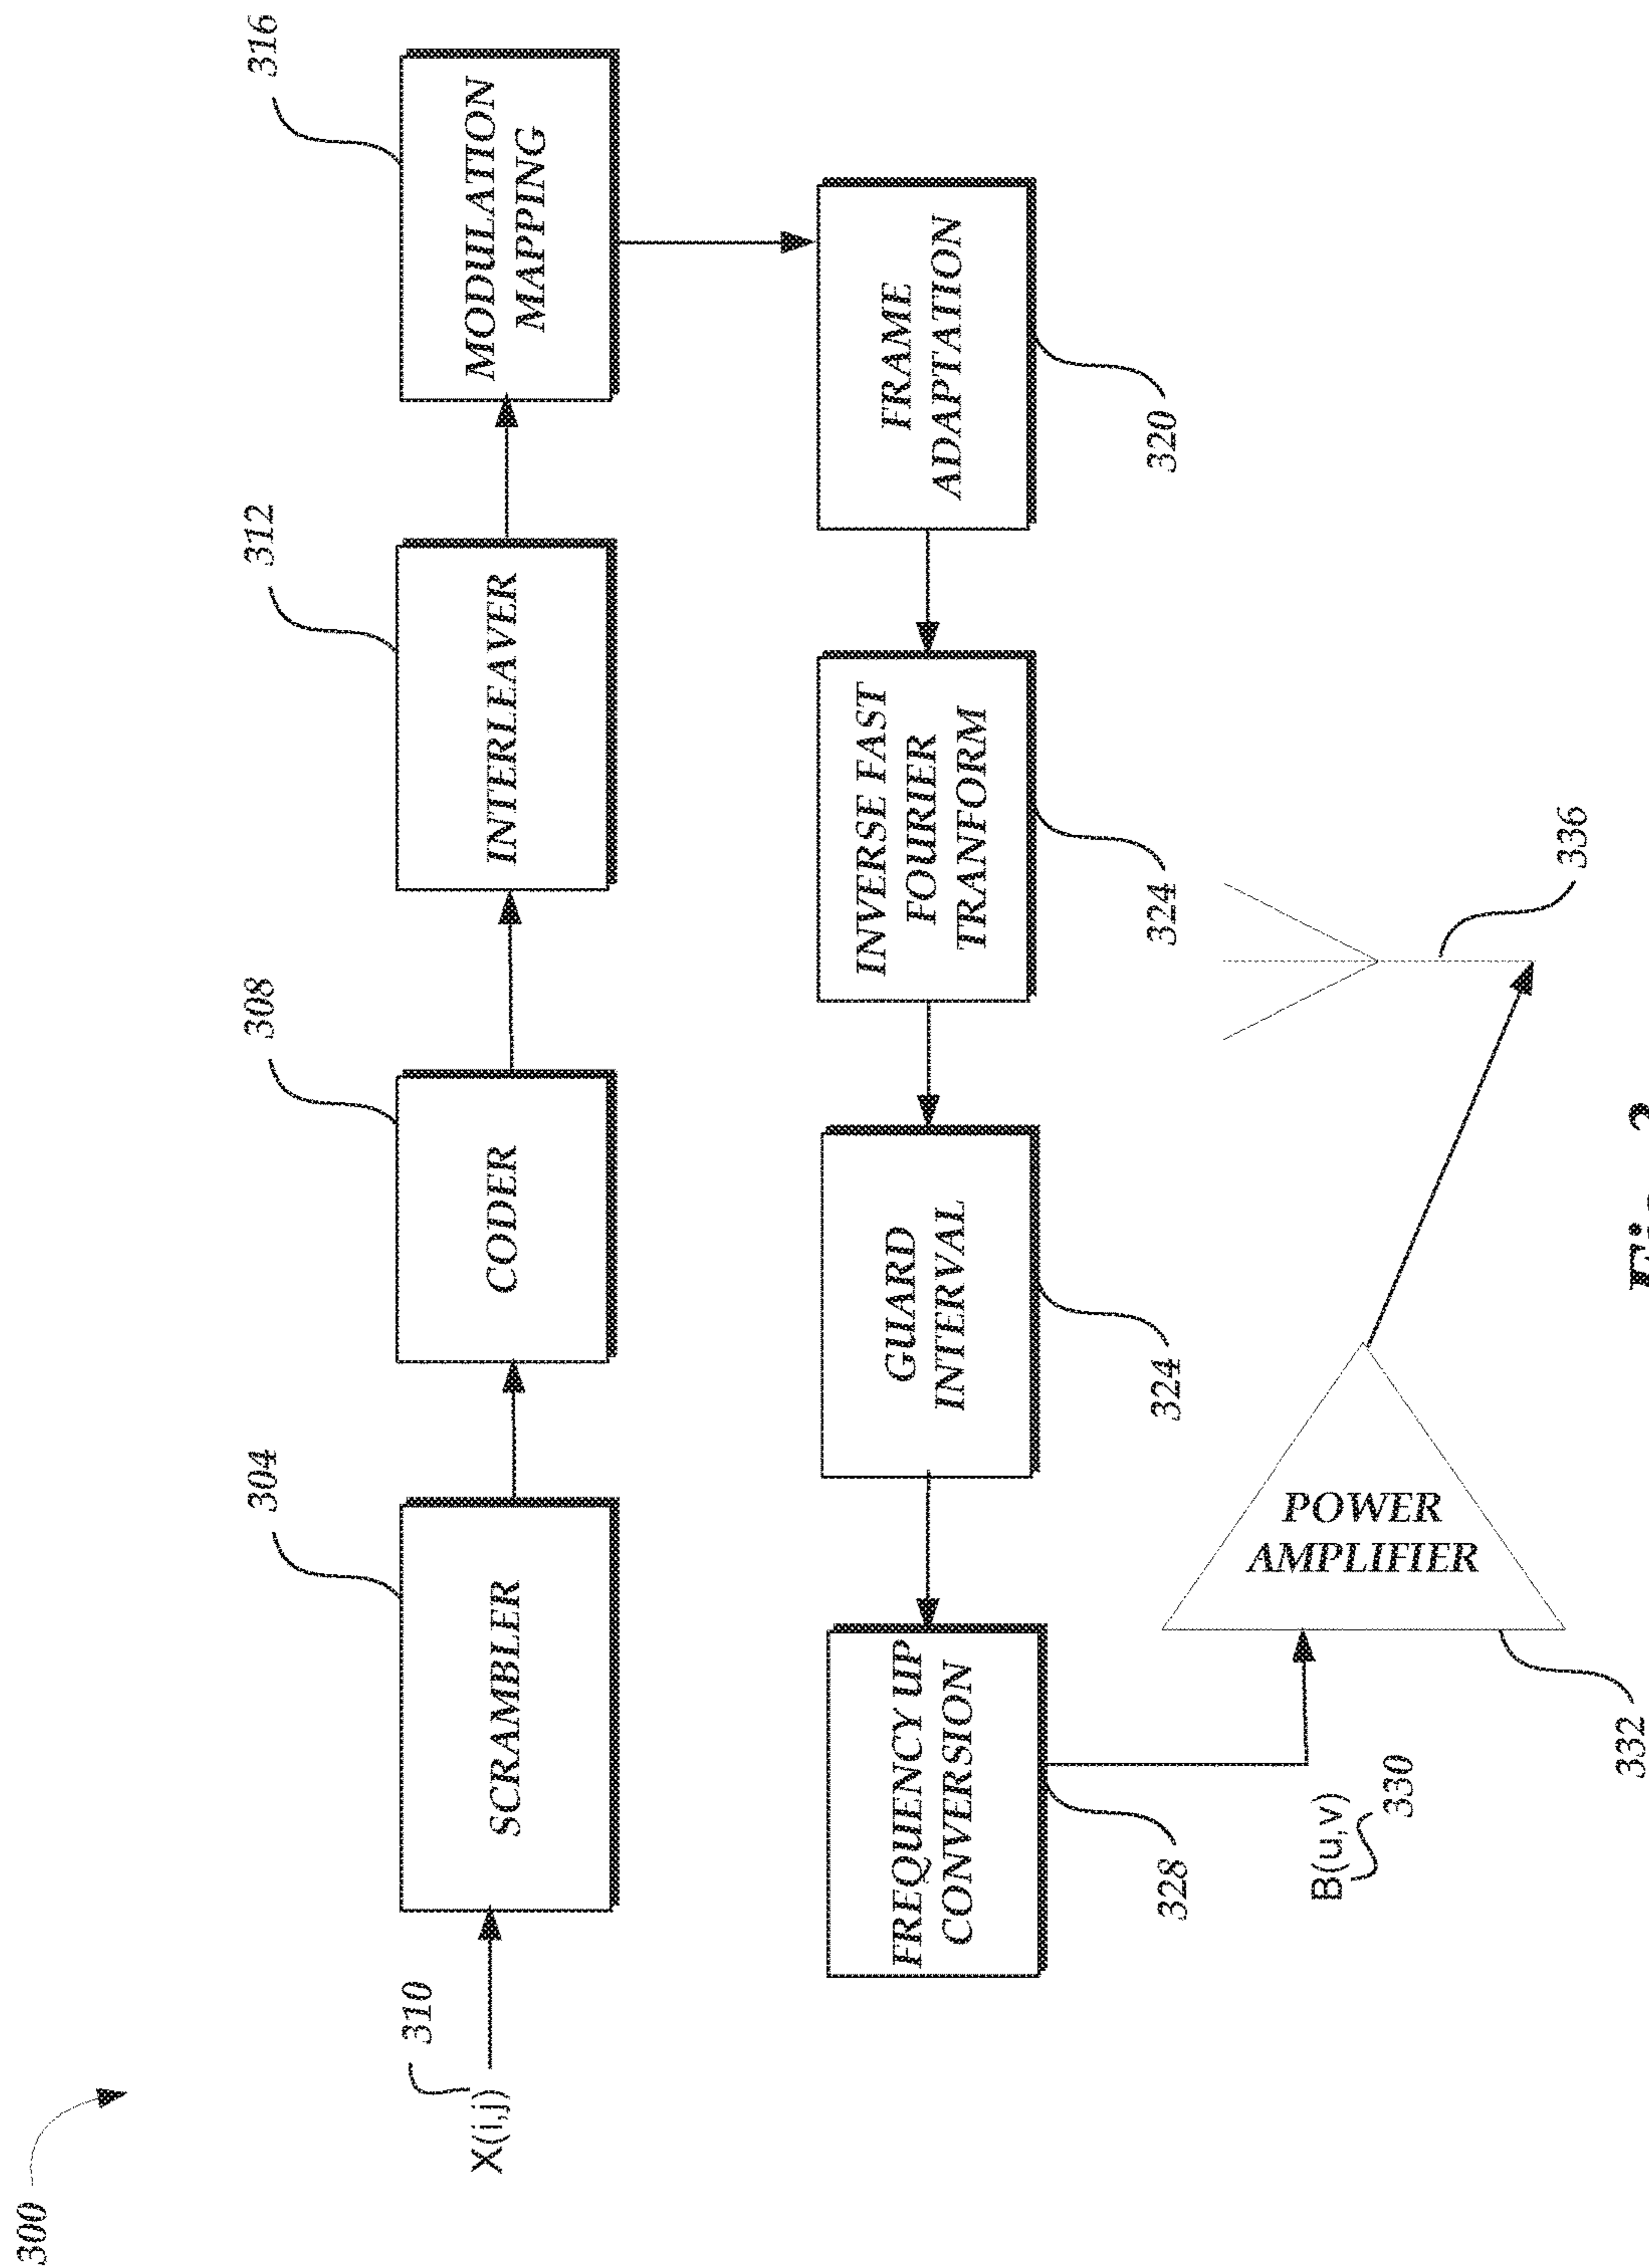 300
X(i,j)
310
SCRAMBLER
304
CODER
308
INTERLEAVER
312
MODULATION
MAPPING
316
FRAME
ADAPTATION
320
INVERSE FAST
FOURIER
TRANFORM
324
GUARD
INTERVAL
324
FREQUENCY UP
CONVERSION
328
B(u,v)
330
POWER
AMPLIFIER
332
336